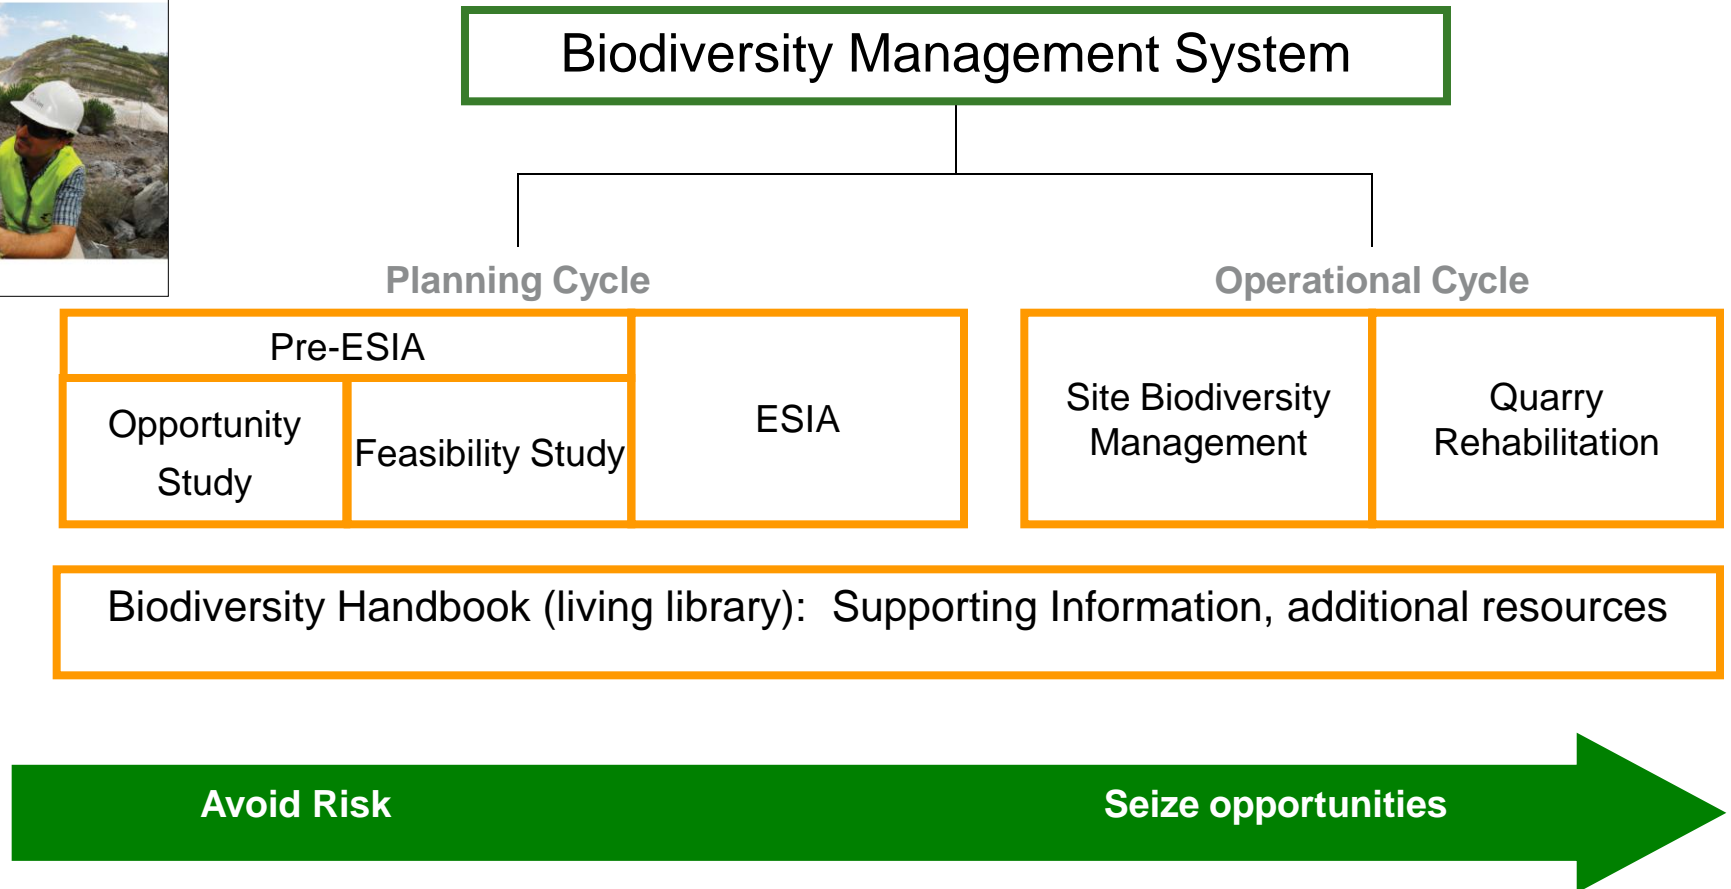 Biodiversity Management System
Planning Cycle
Operational Cycle
Pre-ESIA
Opportunity
Study
Feasibility Study
ESIA
Site Biodiversity
Management
Quarry
Rehabilitation
Biodiversity Handbook (living library):  Supporting Information, additional resources
Avoid Risk
Seize opportunities